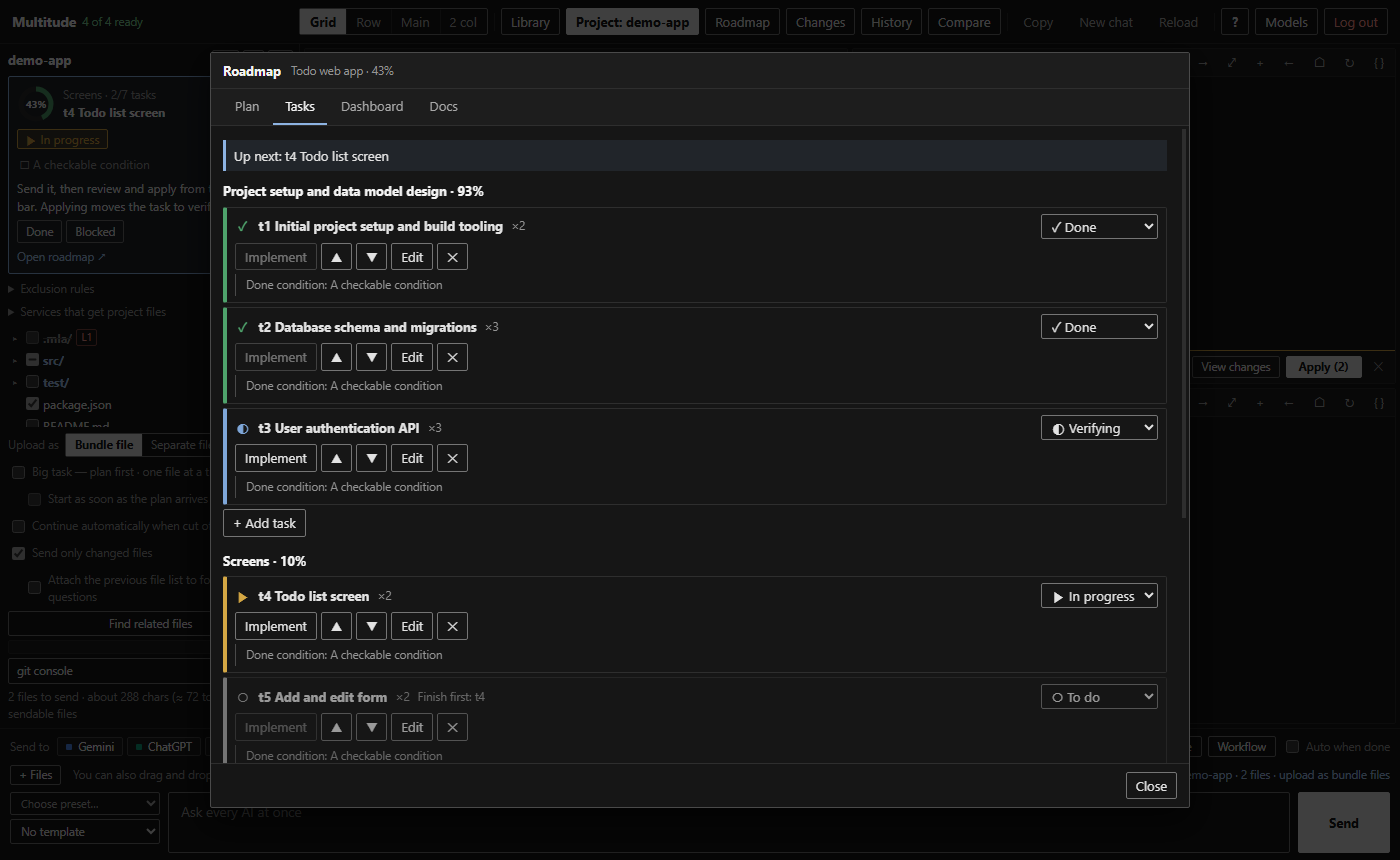 Multitude 4 of 4 ready
Grid Row Main 2 col Library Project: demo-app Roadmap Changes History Compare Copy New chat Reload ? Models Log out
demo-app
43%
Screens · 2/7 tasks
t4 Todo list screen
▶ In progress
☐ A checkable condition
Send it, then review and apply from
bar. Applying moves the task to verif
Done Blocked
Open roadmap ↗
▸ Exclusion rules
▸ Services that get project files
.mla/ L1
src/
test/
package.json
README.md
Upload as Bundle file Separate file
Big task — plan first · one file at a t
Start as soon as the plan arrives
Continue automatically when cut o
Send only changed files
Attach the previous file list to fo
questions
Find related files
git console
2 files to send · about 288 chars (≈ 72 to
sendable files
Send to Gemini ChatGPT
+ Files You can also drag and drop
Choose preset...
No template
Roadmap Todo web app · 43%
Plan Tasks Dashboard Docs
Up next: t4 Todo list screen
Project setup and data model design · 93%
✓ t1 Initial project setup and build tooling ×2 ✓ Done
Implement ▲ ▼ Edit ✕
Done condition: A checkable condition
✓ t2 Database schema and migrations ×3 ✓ Done
Implement ▲ ▼ Edit ✕
Done condition: A checkable condition
◐ t3 User authentication API ×3 ◐ Verifying
Implement ▲ ▼ Edit ✕
Done condition: A checkable condition
+ Add task
Screens · 10%
▶ t4 Todo list screen ×2 ▶ In progress
Implement ▲ ▼ Edit ✕
Done condition: A checkable condition
○ t5 Add and edit form ×2 Finish first: t4 ○ To do
Implement ▲ ▼ Edit ✕
Done condition: A checkable condition
Close
View changes Apply (2) ✕
Workflow Auto when done
emo-app · 2 files · upload as bundle files
Ask every AI at once
Send